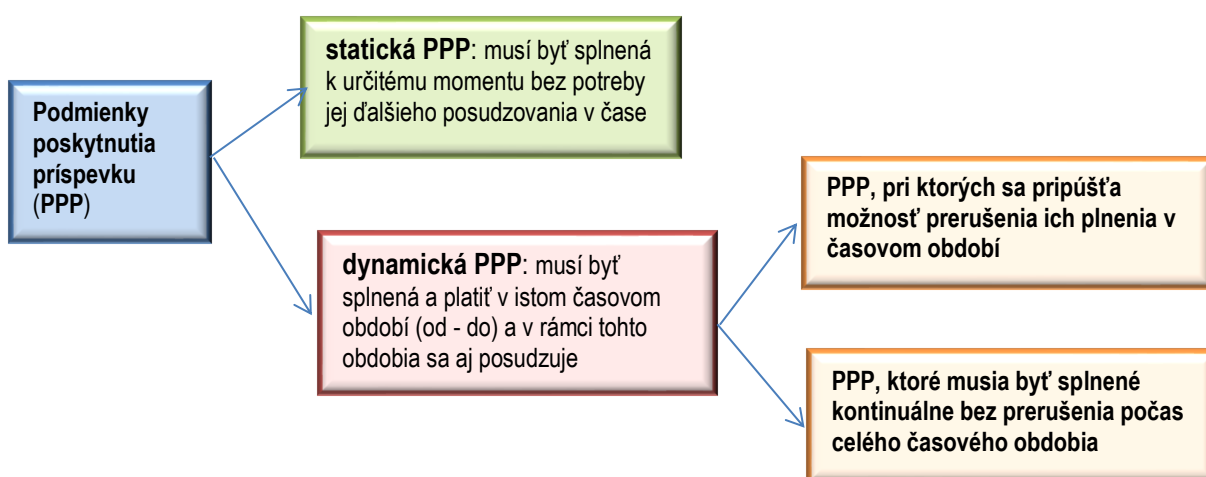 Podmienky
poskytnutia
príspevku
(PPP)
statická PPP: musí byť splnená
k určitému momentu bez potreby
jej ďalšieho posudzovania v čase
dynamická PPP: musí byť
splnená a platiť v istom časovom
období (od - do) a v rámci tohto
obdobia sa aj posudzuje
PPP, pri ktorých sa pripúšťa
možnosť prerušenia ich plnenia v
časovom období
PPP, ktoré musia byť splnené
kontinuálne bez prerušenia počas
celého časového obdobia